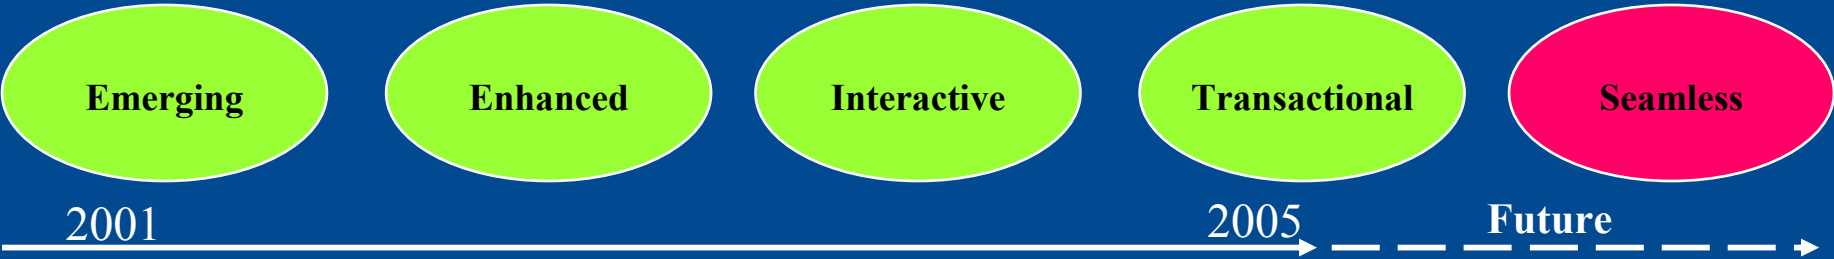 Emerging
Enhanced
Interactive
Transactional
Seamless
2001
2005
Future